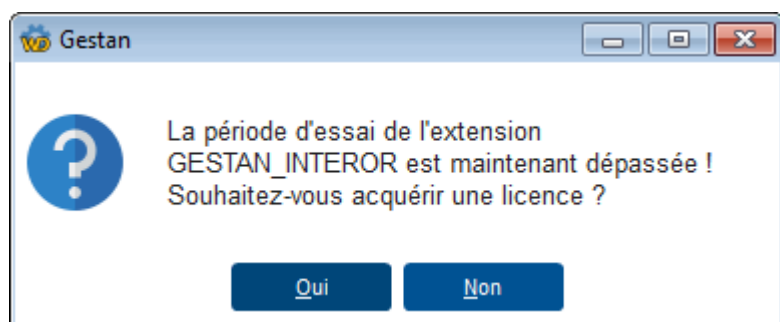 Gestan
La période d'essai de l'extension
GESTAN_INTEROR est maintenant dépassée !
Souhaitez-vous acquérir une licence ?
Oui Non